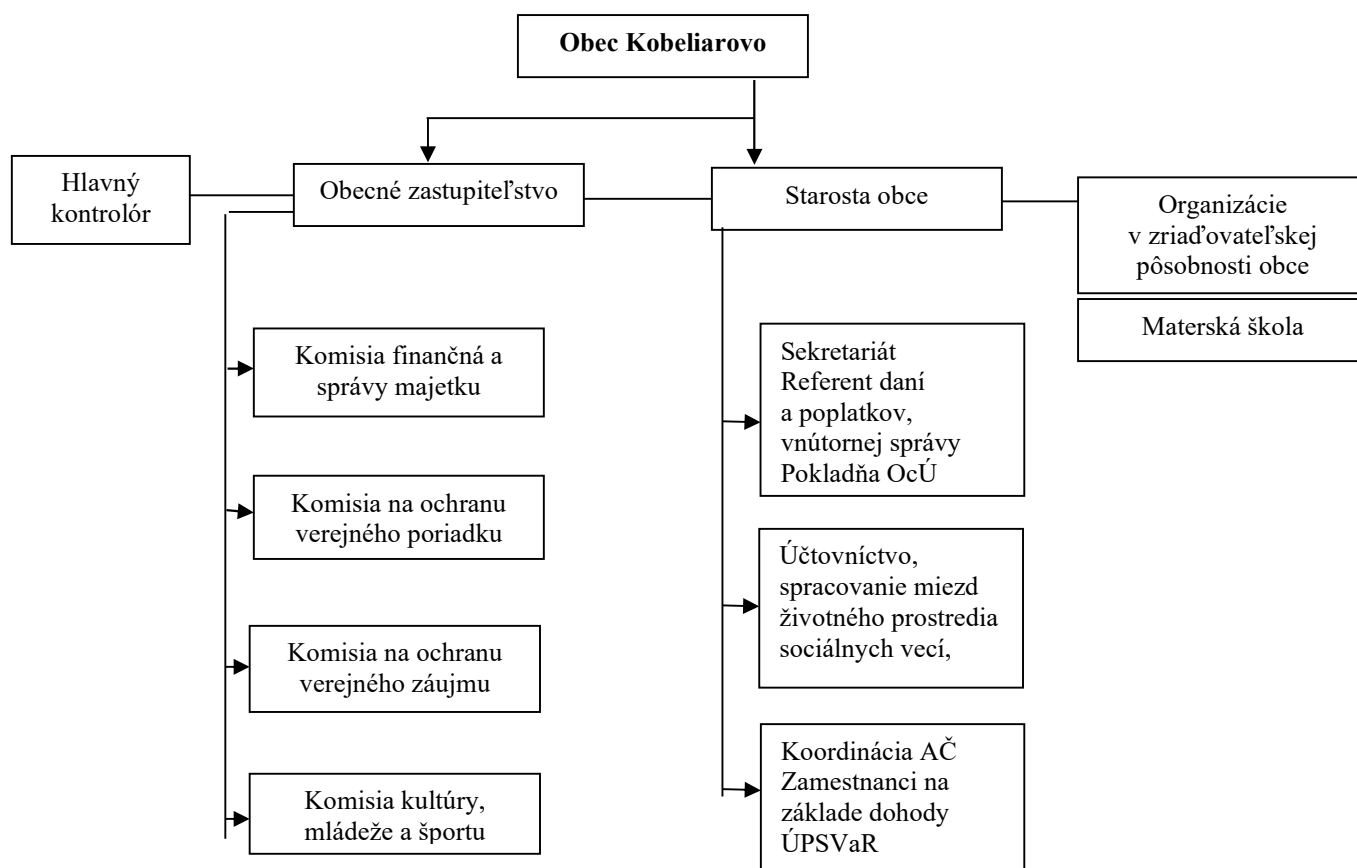 Obec Kobeliarovo
Hlavný
kontrolór
Obecné zastupiteľstvo
Starosta obce
Organizácie
v zriaďovateľskej
pôsobnosti obce
Materská škola
Komisia finančná a
správy majetku
Komisia na ochranu
verejného poriadku
Komisia na ochranu
verejného záujmu
Komisia kultúry,
mládeže a športu
Sekretariát
Referent daní
a poplatkov,
vnútornej správy
Pokladňa OcÚ
Účtovníctvo,
spracovanie miezd
životného prostredia
sociálnych vecí,
Koordinácia AČ
Zamestnanci na
základe dohody
ÚPSVaR